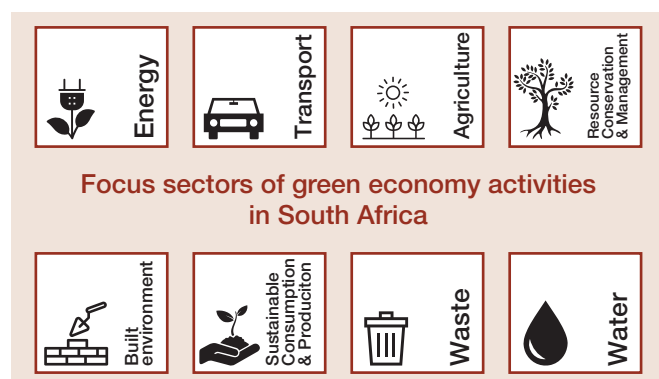 Energy
Transport
Agriculture
Resource
Conservation
& Management
Focus sectors of green economy activities
in South Africa
Built
environment
Sustainable
Consumption
& Produciton
Waste
Water